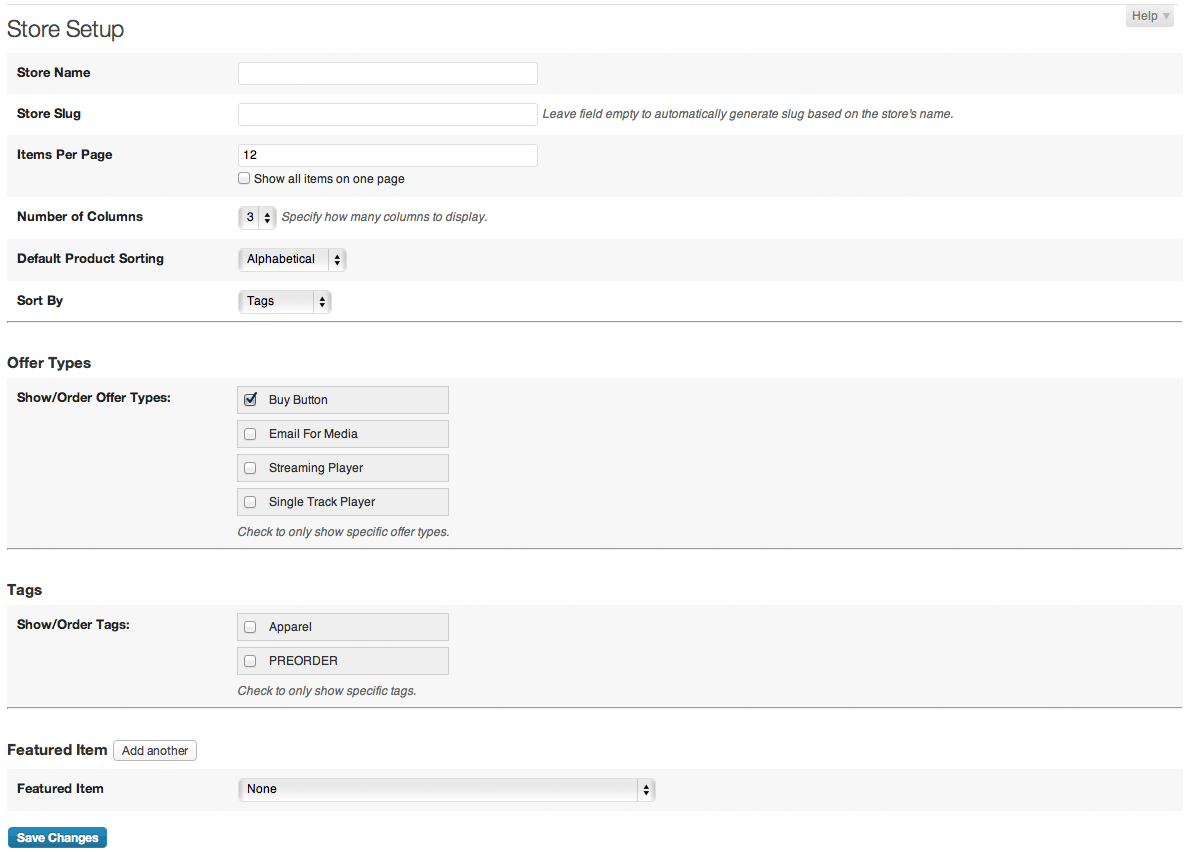 Help
Store Setup
Store Name
Store Slug Leave field empty to automatically generate slug based on the store's name.
Items Per Page 12
Show all items on one page
Number of Columns 3 Specify how many columns to display.
Default Product Sorting Alphabetical
Sort By Tags
Offer Types
Show/Order Offer Types: Buy Button
Email For Media
Streaming Player
Single Track Player
Check to only show specific offer types.
Tags
Show/Order Tags: Apparel
PREORDER
Check to only show specific tags.
Featured Item Add another
Featured Item None
Save Changes